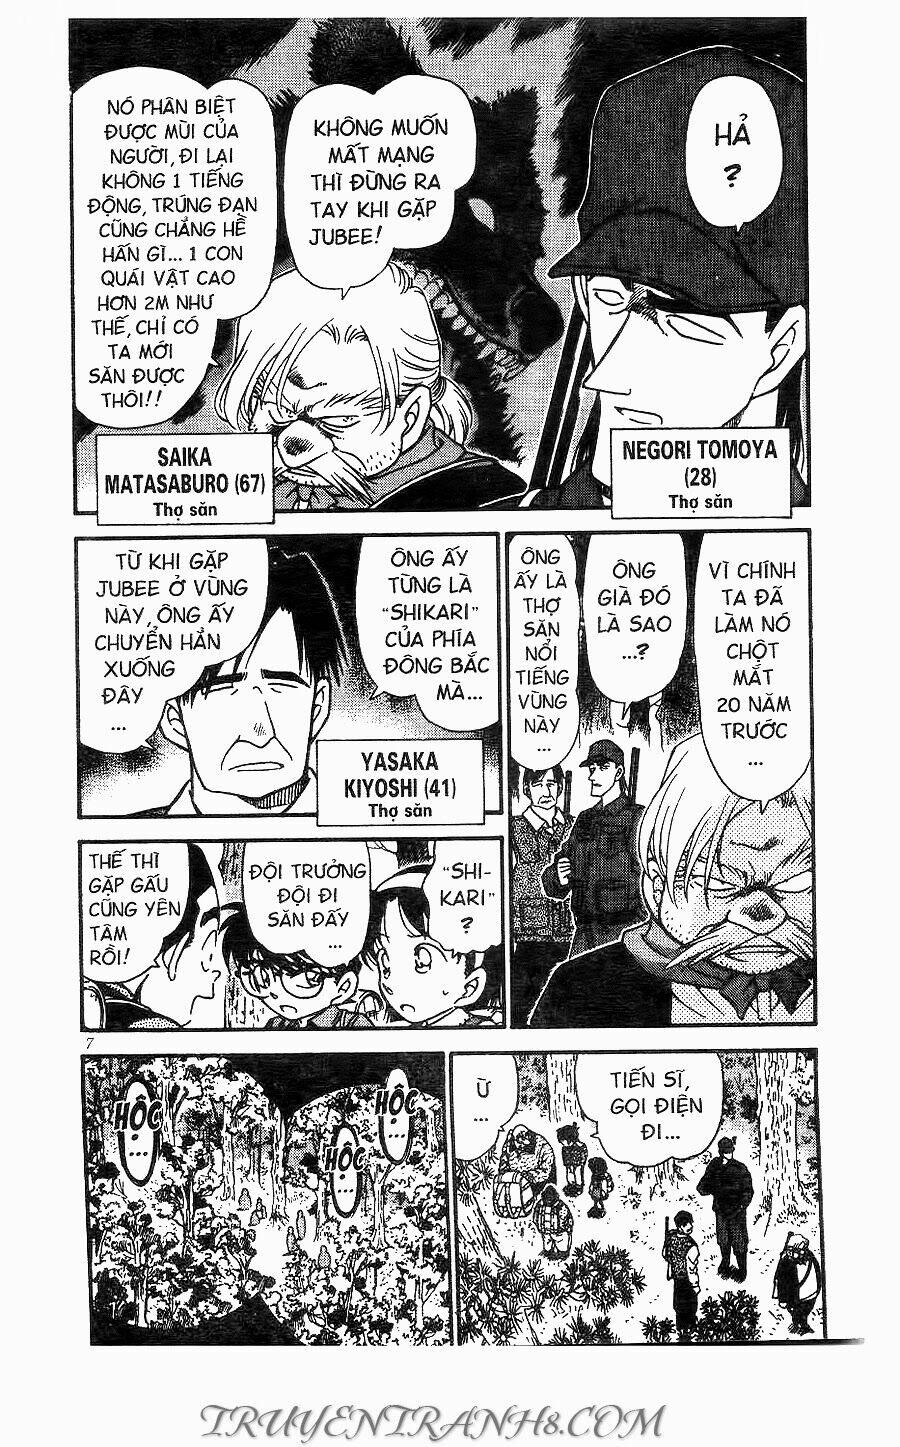 HẢ
?
KHÔNG MUỐN
MẤT MẠNG
THÌ ĐỪNG RA
TAY KHI GẶP
JUBEE!
NÓ PHÂN BIỆT
ĐƯỢC MÙI CỦA
NGƯỜI, ĐI LẠI
KHÔNG 1 TIẾNG
ĐỘNG, TRÚNG ĐẠN
CŨNG CHẲNG HỀ
HẤN GÌ... 1 CON
QUÁI VẬT CAO
HƠN 2M NHƯ
THẾ, CHỈ CÓ
TA MỚI
SĂN ĐƯỢC
THÔI!!
NEGORI TOMOYA
(28)
Thợ săn
SAIKA
MATASABURO (67)
Thợ săn
VÌ CHÍNH
TA ĐÃ
LÀM NÓ
CHỘT
MẮT
20 NĂM
TRƯỚC
...
ÔNG
GIÀ ĐÓ
LÀ SAO
...?
ÔNG
ẤY LÀ
THỢ
SĂN
NỔI
TIẾNG
VÙNG
NÀY
...
ÔNG ẤY
TỪNG LÀ
"SHIKARI"
CỦA PHÍA
ĐÔNG BẮC
MÀ...
TỪ KHI GẶP
JUBEE Ở VÙNG
NÀY, ÔNG ẤY
CHUYỂN HẲN
XUỐNG
ĐÂY
...
YASAKA
KIYOSHI (41)
Thợ săn
"SHI-
KARI"
?
ĐỘI TRƯỞNG
ĐỘI ĐI
SĂN ĐẤY
...
THẾ THÌ
GẶP GẤU
CŨNG YÊN
TÂM
RỒI!
7
TIẾN SĨ,
GỌI ĐIỆN
ĐI...
Ừ
...
HỘC
...
HỘC
...
HỘC
...
TRUYENTRANH8.COM